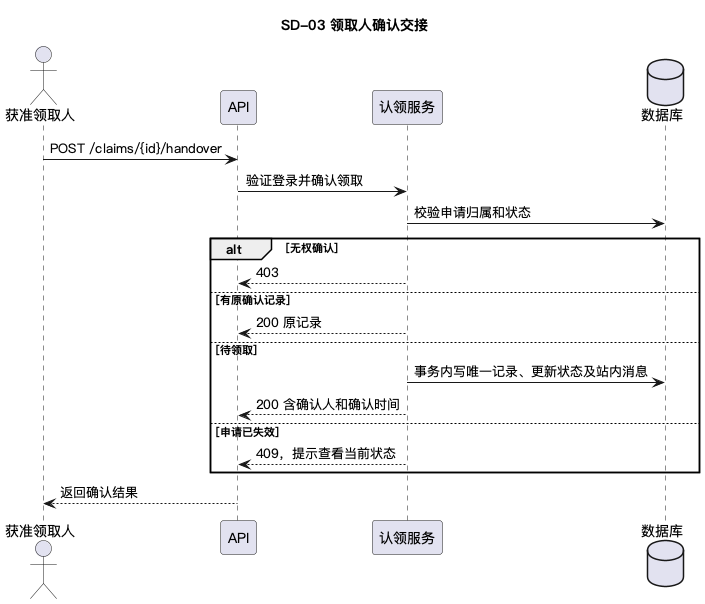 SD-03 领取人确认交接
获准领取人
API
认领服务
数据库
POST /claims/{id}/handover
验证登录并确认领取
校验申请归属和状态
alt
[无权确认]
403
[有原确认记录]
200 原记录
[待领取]
事务内写唯一记录、更新状态及站内消息
200 含确认人和确认时间
[申请已失效]
409，提示查看当前状态
返回确认结果
获准领取人
API
认领服务
数据库